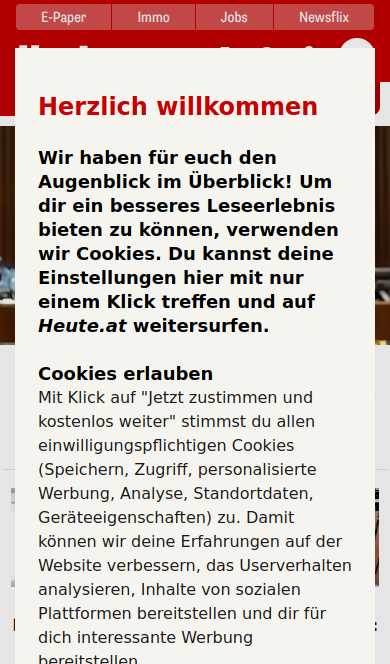 E-Paper
Immo
Jobs
Newsflix
Herzlich willkommen
Wir haben für euch den
Augenblick im Überblick! Um
dir ein besseres Leseerlebnis
bieten zu können, verwenden
wir Cookies. Du kannst deine
Einstellungen hier mit nur
einem Klick treffen und auf
Heute.at weitersurfen.
Cookies erlauben
Mit Klick auf "Jetzt zustimmen und
kostenlos weiter" stimmst du allen
einwilligungspflichtigen Cookies
(Speichern, Zugriff, personalisierte
Werbung, Analyse, Standortdaten,
Geräteeigenschaften) zu. Damit
können wir deine Erfahrungen auf der
Website verbessern, das Userverhalten
analysieren, Inhalte von sozialen
Plattformen bereitstellen und dir für
dich interessante Werbung
bereitstellen